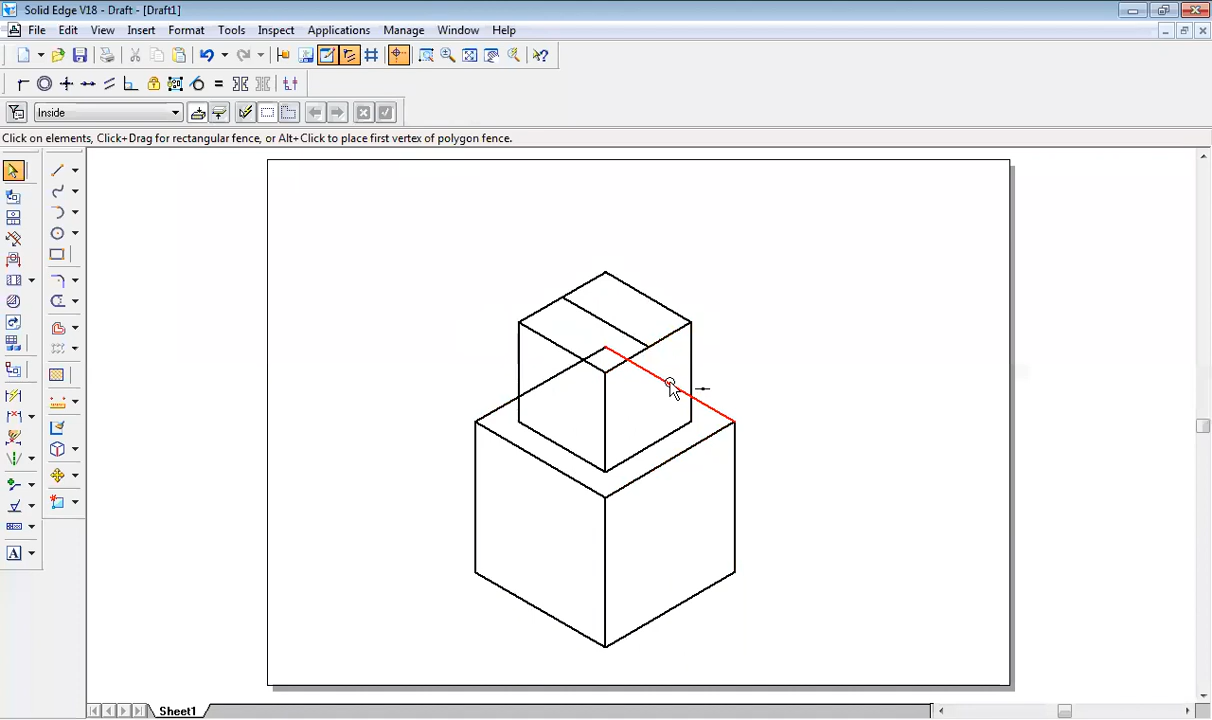 Solid Edge V18 - Draft - [Draft1]
File Edit View Insert Format Tools Inspect Applications Manage Window Help
Inside
Click on elements, Click+Drag for rectangular fence, or Alt+Click to place first vertex of polygon fence.
A
Sheet1